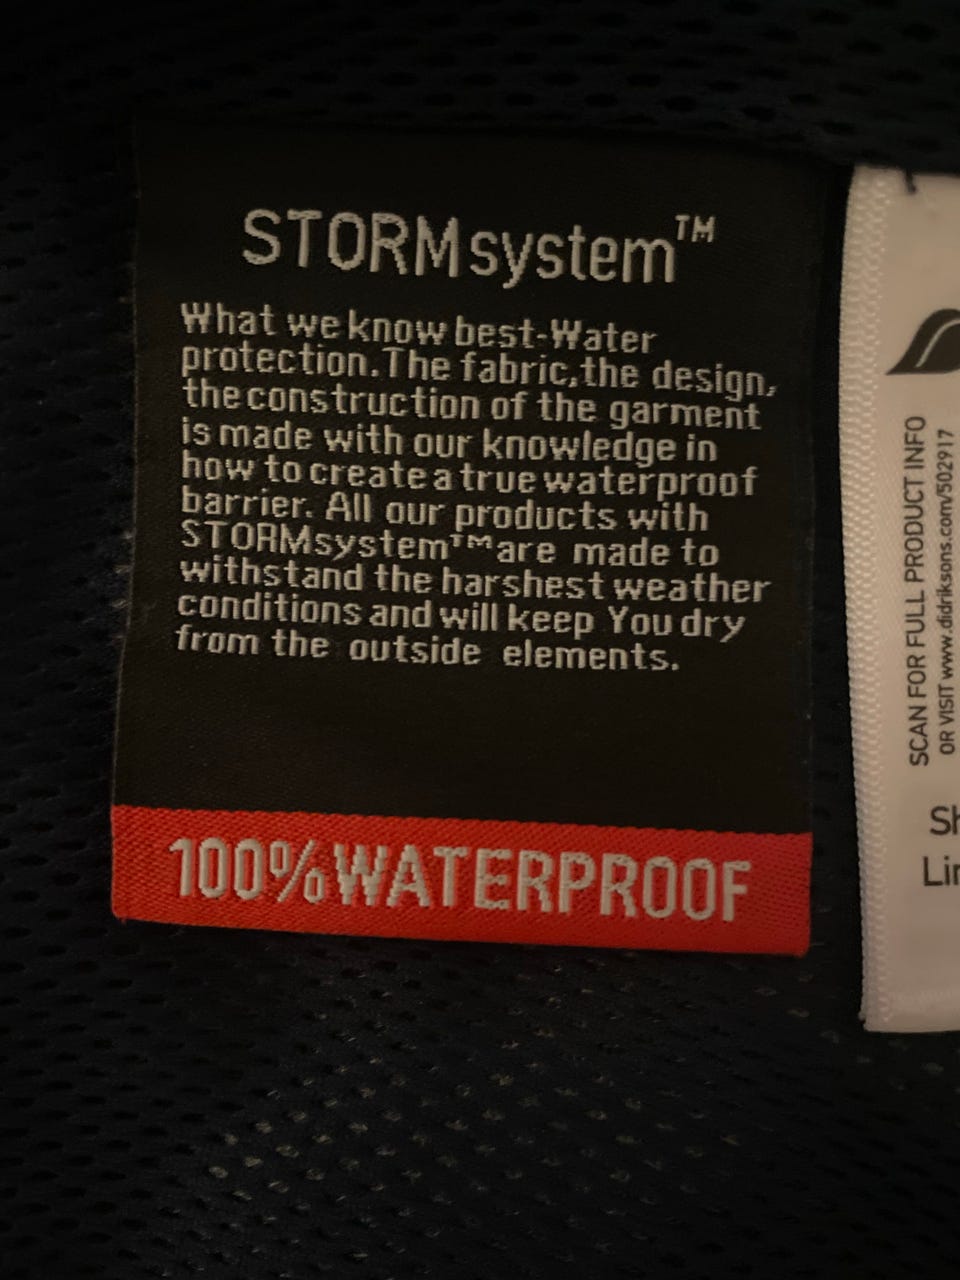 STORMsystem™
What we know best-Water
protection.The fabric,the design,
the construction of the garment
is made with our knowledge in
how to create a true waterproof
barrier. All our products with
STORMsystem™are made to
withstand the harshest weather
conditions and will keep You dry
from the outside elements.
100%WATERPROOF
SCAN FOR FULL PRODUCT INFO
OR VISIT www.didriksons.com/502917